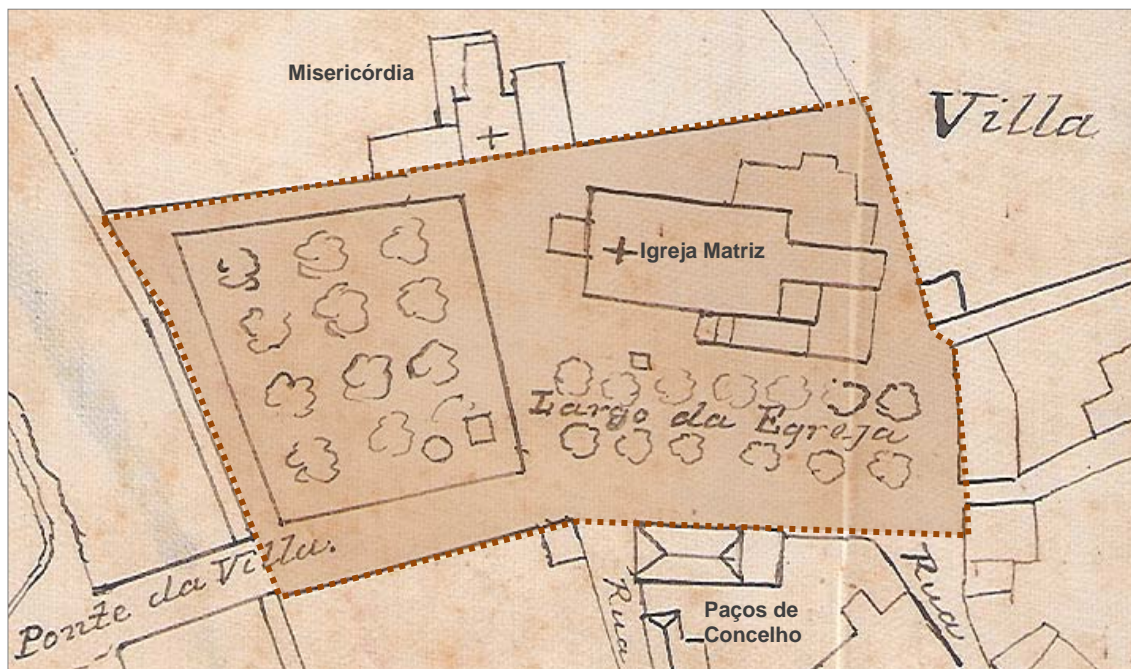 Misericórdia
Villa
Igreja Matriz
Largo da Egreja
Ponte da Villa.
Rua
Paços de
Concelho
Rua